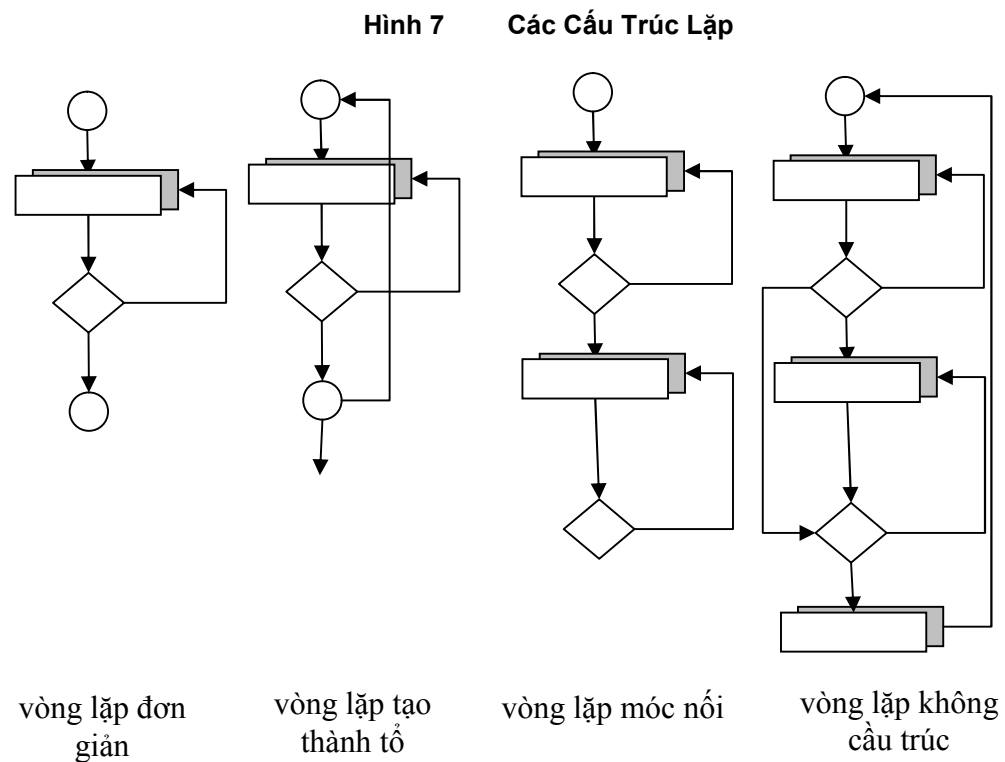 Hình 7 Các Cấu Trúc Lặp
vòng lặp đơn
giản
vòng lặp tạo
thành tổ
vòng lặp móc nối
vòng lặp không
cầu trúc